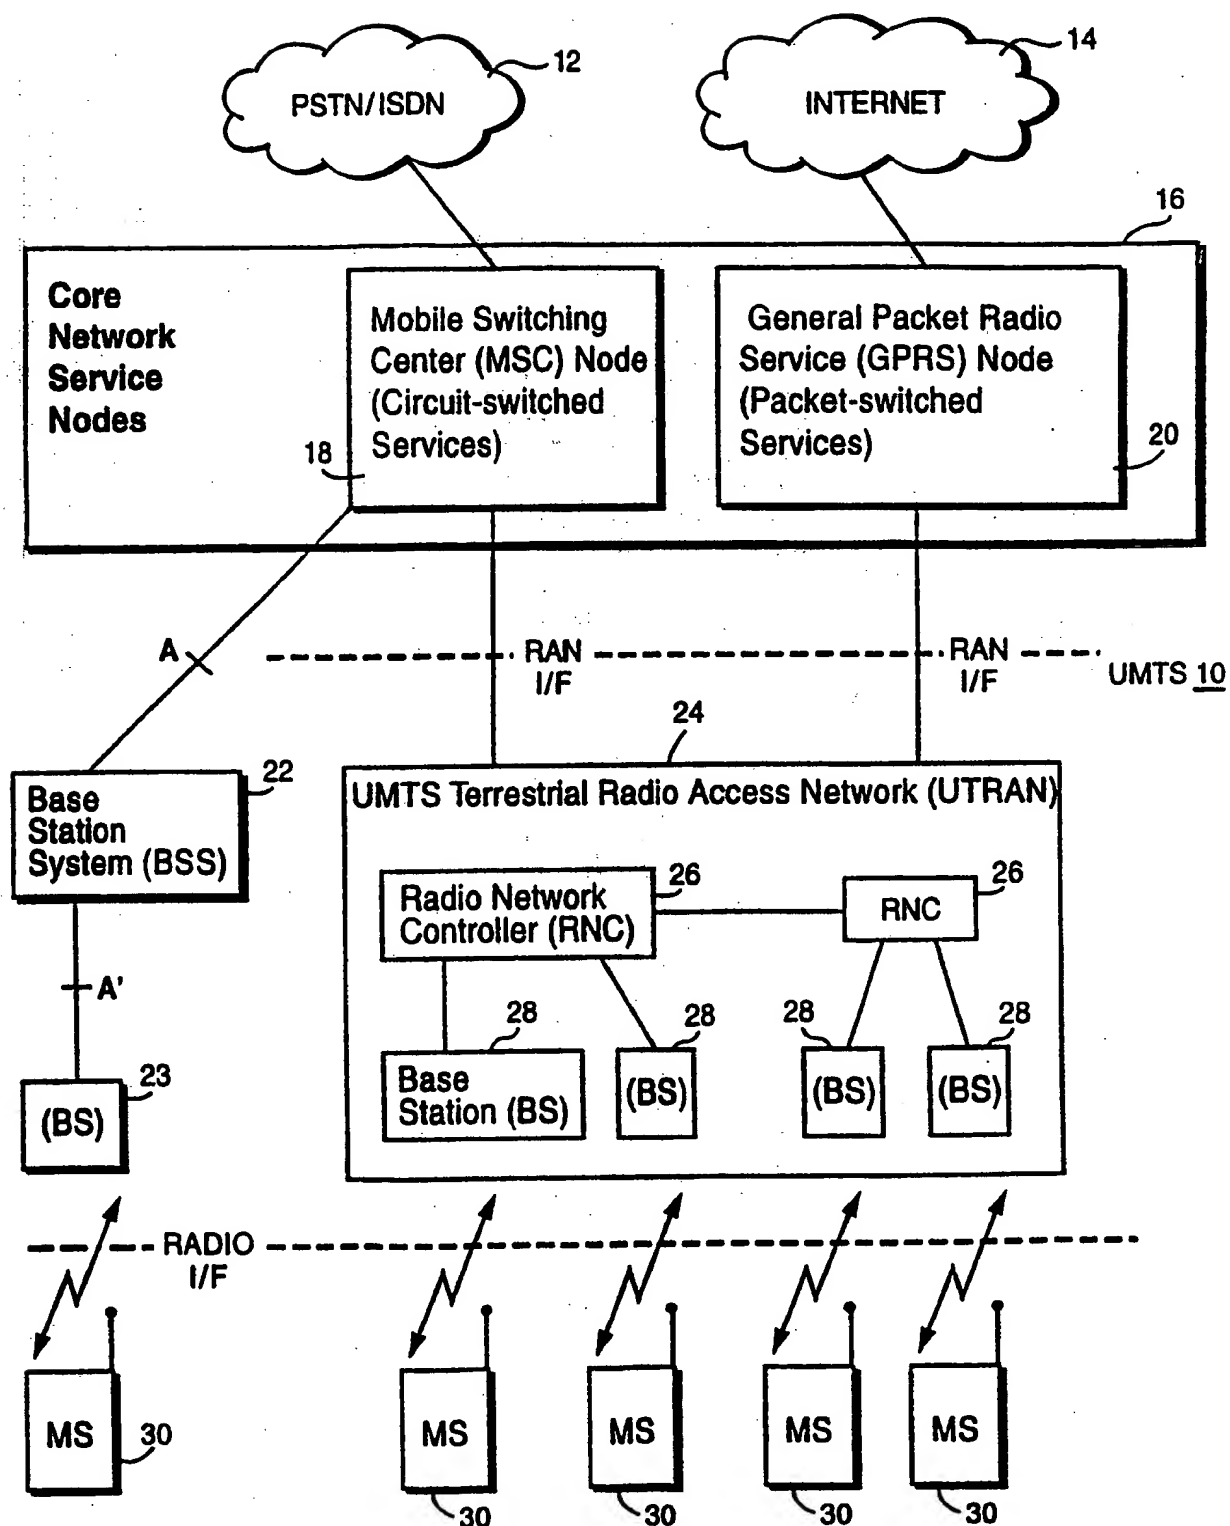 12
14
PSTN/ISDN
INTERNET
16
Core
Network
Service
Nodes
Mobile Switching
Center (MSC) Node
(Circuit-switched
Services)
18
General Packet Radio
Service (GPRS) Node
(Packet-switched
Services)
20
A
RAN
I/F
RAN
I/F
UMTS 10
24
22
Base
Station
System (BSS)
UMTS Terrestrial Radio Access Network (UTRAN)
Radio Network
Controller (RNC)
26
RNC
26
A'
28
28
28
28
23
(BS)
Base
Station (BS)
(BS)
(BS)
(BS)
RADIO
I/F
MS
30
MS
30
MS
30
MS
30
MS
30